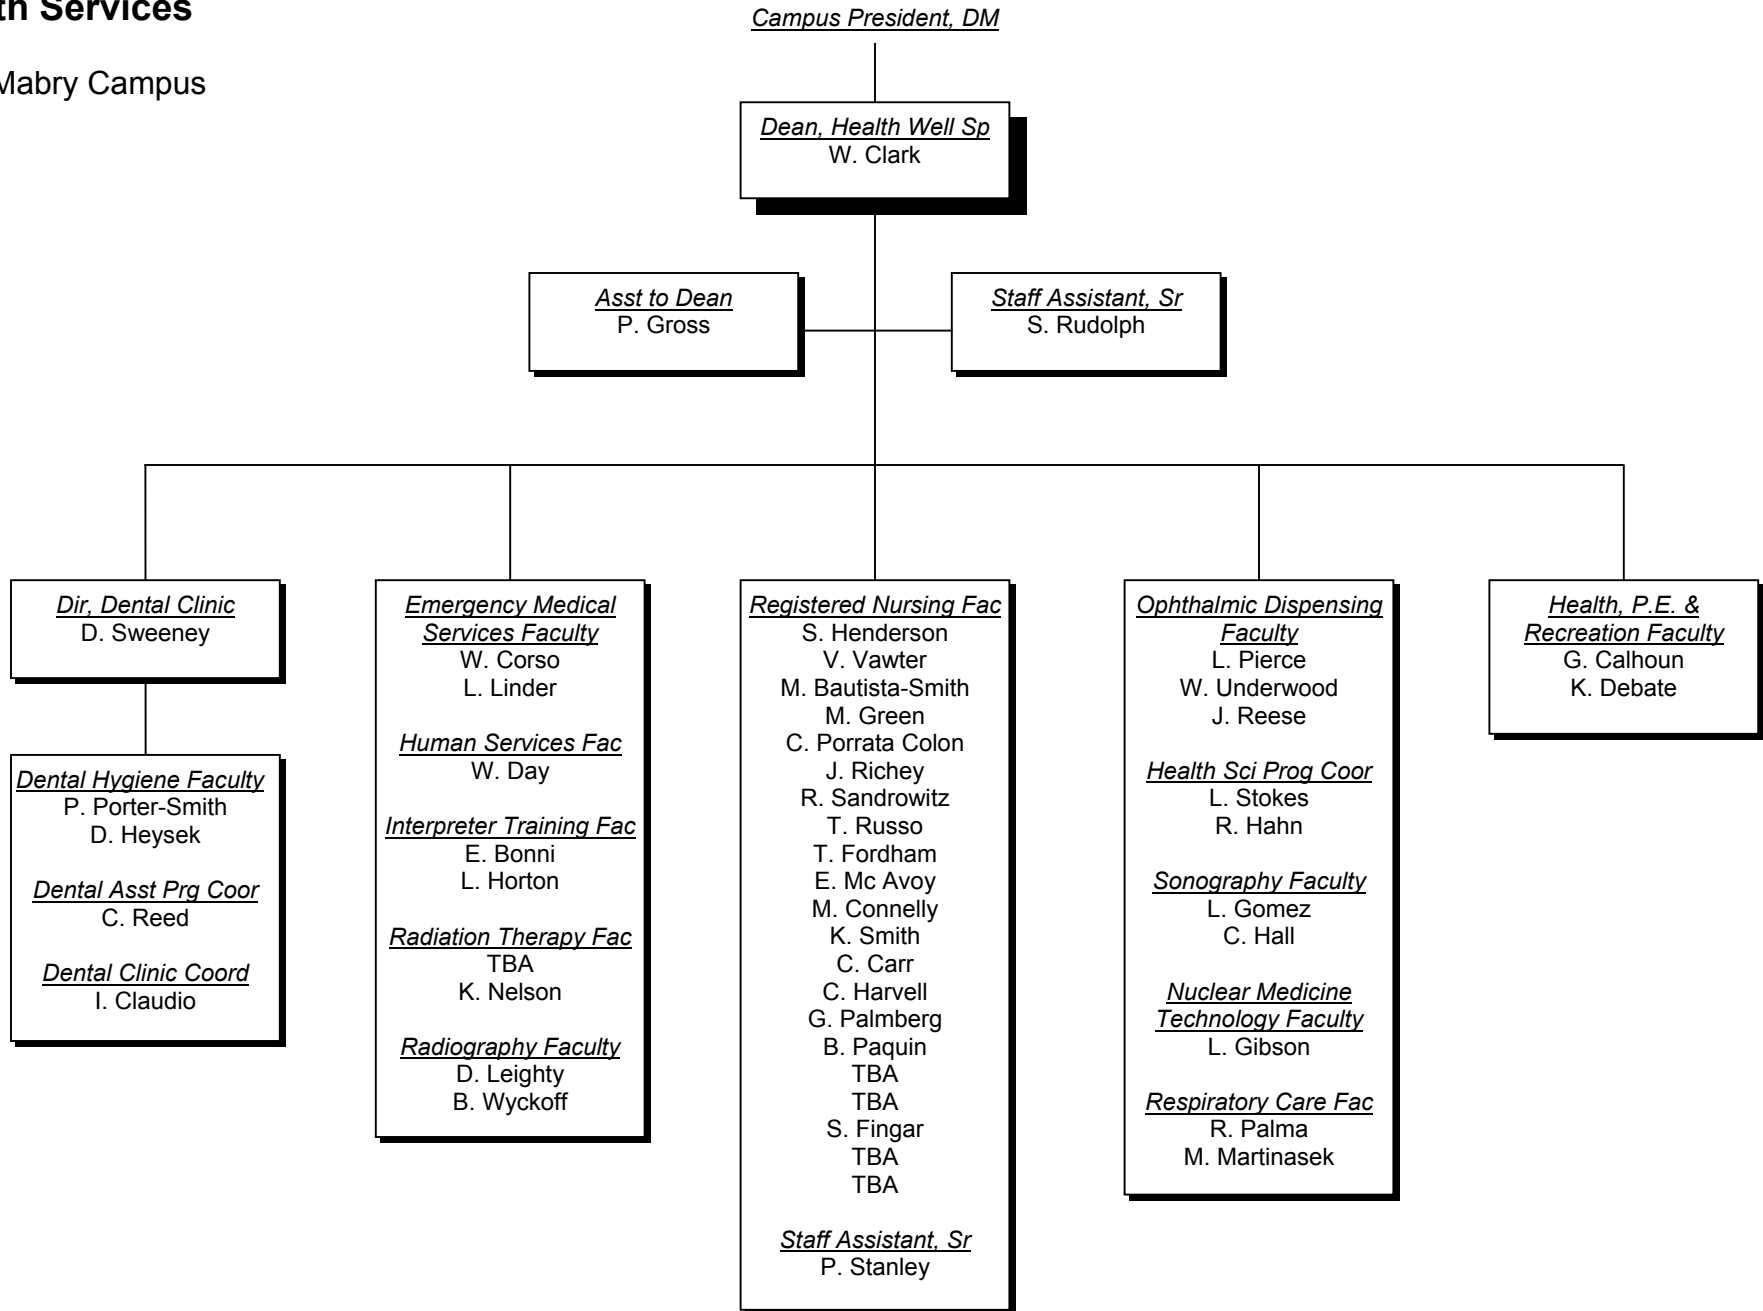 th Services
Mabry Campus
Campus President, DM
Dean, Health Well Sp
W. Clark
Asst to Dean
P. Gross
Staff Assistant, Sr
S. Rudolph
Dir, Dental Clinic
D. Sweeney
Dental Hygiene Faculty
P. Porter-Smith
D. Heysek
Dental Asst Prg Coor
C. Reed
Dental Clinic Coord
I. Claudio
Emergency Medical
Services Faculty
W. Corso
L. Linder
Human Services Fac
W. Day
Interpreter Training Fac
E. Bonni
L. Horton
Radiation Therapy Fac
TBA
K. Nelson
Radiography Faculty
D. Leighty
B. Wyckoff
Registered Nursing Fac
S. Henderson
V. Vawter
M. Bautista-Smith
M. Green
C. Porrata Colon
J. Richey
R. Sandrowitz
T. Russo
T. Fordham
E. Mc Avoy
M. Connelly
K. Smith
C. Carr
C. Harvell
G. Palmberg
B. Paquin
TBA
TBA
S. Fingar
TBA
TBA
Staff Assistant, Sr
P. Stanley
Ophthalmic Dispensing
Faculty
L. Pierce
W. Underwood
J. Reese
Health Sci Prog Coor
L. Stokes
R. Hahn
Sonography Faculty
L. Gomez
C. Hall
Nuclear Medicine
Technology Faculty
L. Gibson
Respiratory Care Fac
R. Palma
M. Martinasek
Health, P.E. &
Recreation Faculty
G. Calhoun
K. Debate